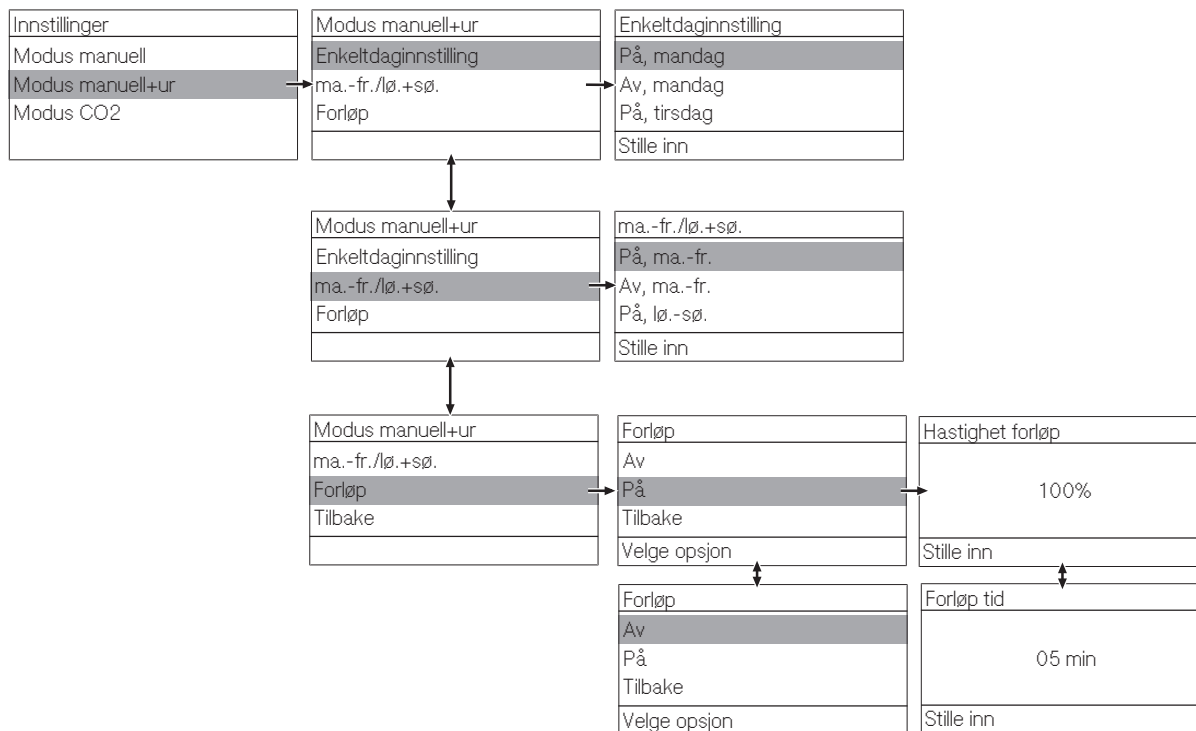 Innstillinger
Modus manuell
Modus manuell+ur
Modus CO2
Modus manuell+ur
Enkeltdaginnstilling
ma.-fr./lø.+sø.
Forløp
Enkeltdaginnstilling
På, mandag
Av, mandag
På, tirsdag
Stille inn
Modus manuell+ur
Enkeltdaginnstilling
ma.-fr./lø.+sø.
Forløp
ma.-fr./lø.+sø.
På, ma.-fr.
Av, ma.-fr.
På, lø.-sø.
Stille inn
Modus manuell+ur
ma.-fr./lø.+sø.
Forløp
Tilbake
Forløp
Av
På
Tilbake
Velge opsjon
Hastighet forløp
100%
Stille inn
Forløp
Av
På
Tilbake
Velge opsjon
Forløp tid
05 min
Stille inn